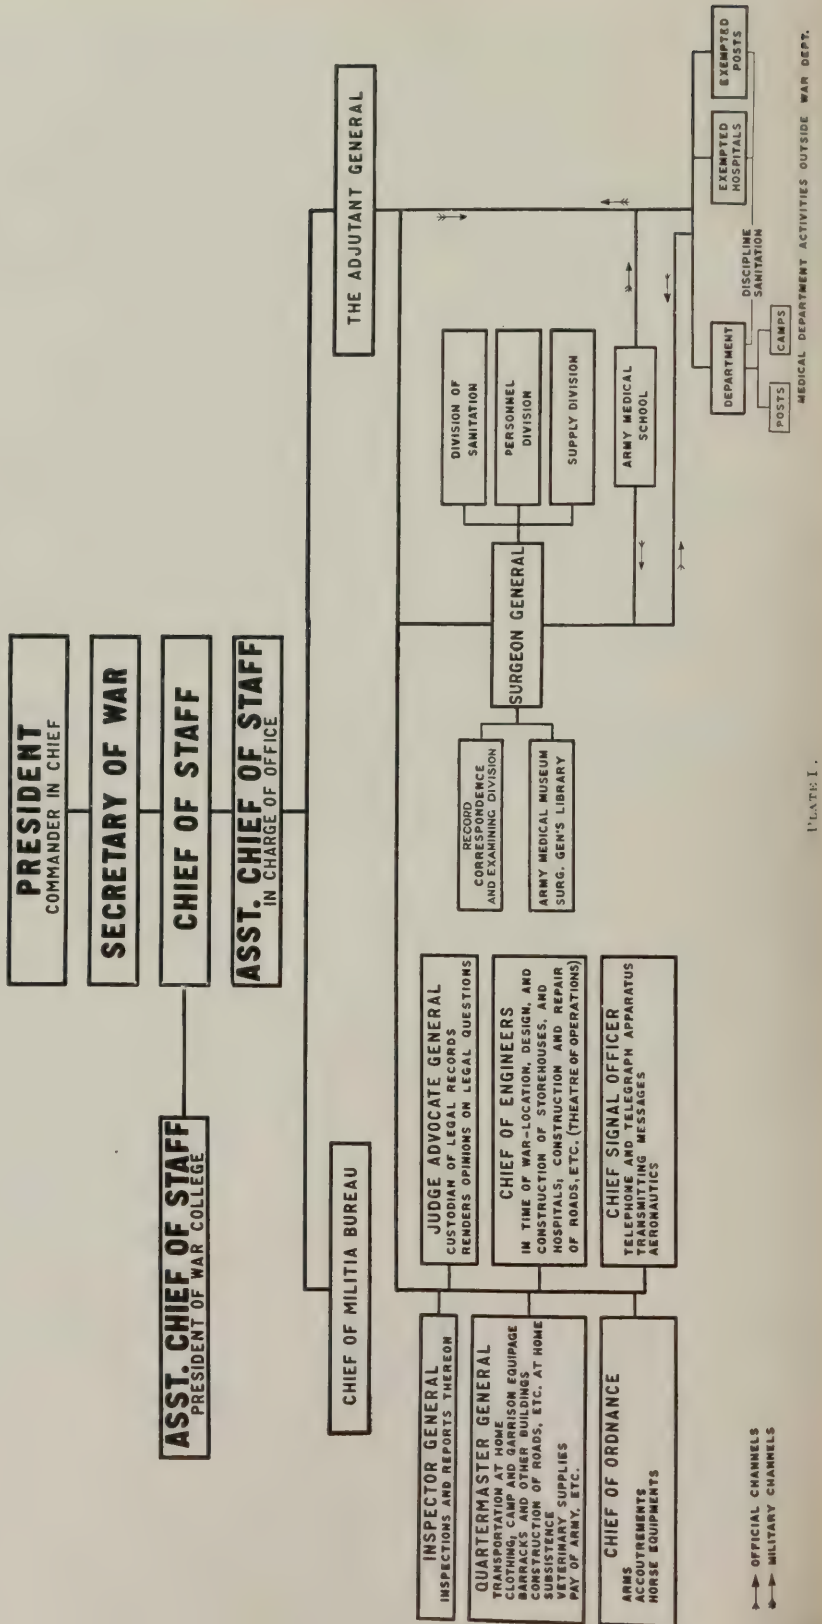 PRESIDENT
COMMANDER IN CHIEF
SECRETARY OF WAR
CHIEF OF STAFF
ASST. CHIEF OF STAFF
PRESIDENT OF WAR COLLEGE
ASST. CHIEF OF STAFF
IN CHARGE OF OFFICE
CHIEF OF MILITIA BUREAU
THE ADJUTANT GENERAL
INSPECTOR GENERAL
INSPECTIONS AND REPORTS THEREON
JUDGE ADVOCATE GENERAL
CUSTODIAN OF LEGAL RECORDS
RENDERS OPINIONS ON LEGAL QUESTIONS
QUARTERMASTER GENERAL
TRANSPORTATION AT HOME
CLOTHING; CAMP AND GARRISON EQUIPAGE
BARRACKS AND OTHER BUILDINGS
CONSTRUCTION OF ROADS, ETC. AT HOME
SUBSISTENCE
VETERINARY SUPPLIES
PAY OF ARMY, ETC.
CHIEF OF ENGINEERS
IN TIME OF WAR-LOCATION, DESIGN, AND
CONSTRUCTION OF STOREHOUSES, AND
HOSPITALS; CONSTRUCTION AND REPAIR
OF ROADS, ETC. (THEATRE OF OPERATIONS)
CHIEF OF ORDNANCE
ARMS
ACCOUTREMENTS
HORSE EQUIPMENTS
CHIEF SIGNAL OFFICER
TELEPHONE AND TELEGRAPH APPARATUS
TRANSMITTING MESSAGES
AERONAUTICS
RECORD
CORRESPONDENCE
AND EXAMINING DIVISION
ARMY MEDICAL MUSEUM
SURG. GEN'S LIBRARY
SURGEON GENERAL
DIVISION OF
SANITATION
PERSONNEL
DIVISION
SUPPLY DIVISION
ARMY MEDICAL
SCHOOL
DEPARTMENT
EXEMPTED
HOSPITALS
EXEMPTED
POSTS
DISCIPLINE
SANITATION
POSTS
CAMPS
MEDICAL DEPARTMENT ACTIVITIES OUTSIDE WAR DEPT.
OFFICIAL CHANNELS
MILITARY CHANNELS
PLATE I.